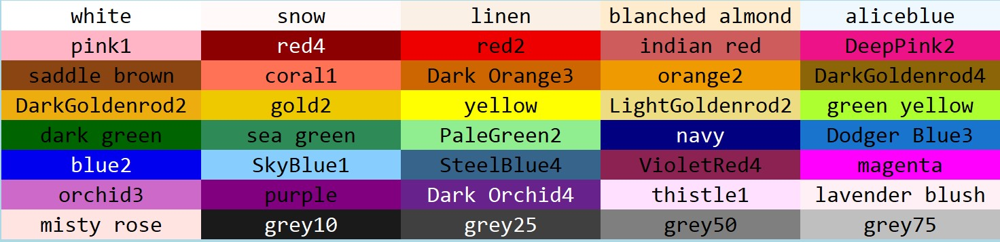 white snow linen blanched almond aliceblue
pink1 red4 red2 indian red DeepPink2
saddle brown coral1 Dark Orange3 orange2 DarkGoldenrod4
DarkGoldenrod2 gold2 yellow LightGoldenrod2 green yellow
dark green sea green PaleGreen2 navy Dodger Blue3
blue2 SkyBlue1 SteelBlue4 VioletRed4 magenta
orchid3 purple Dark Orchid4 thistle1 lavender blush
misty rose grey10 grey25 grey50 grey75